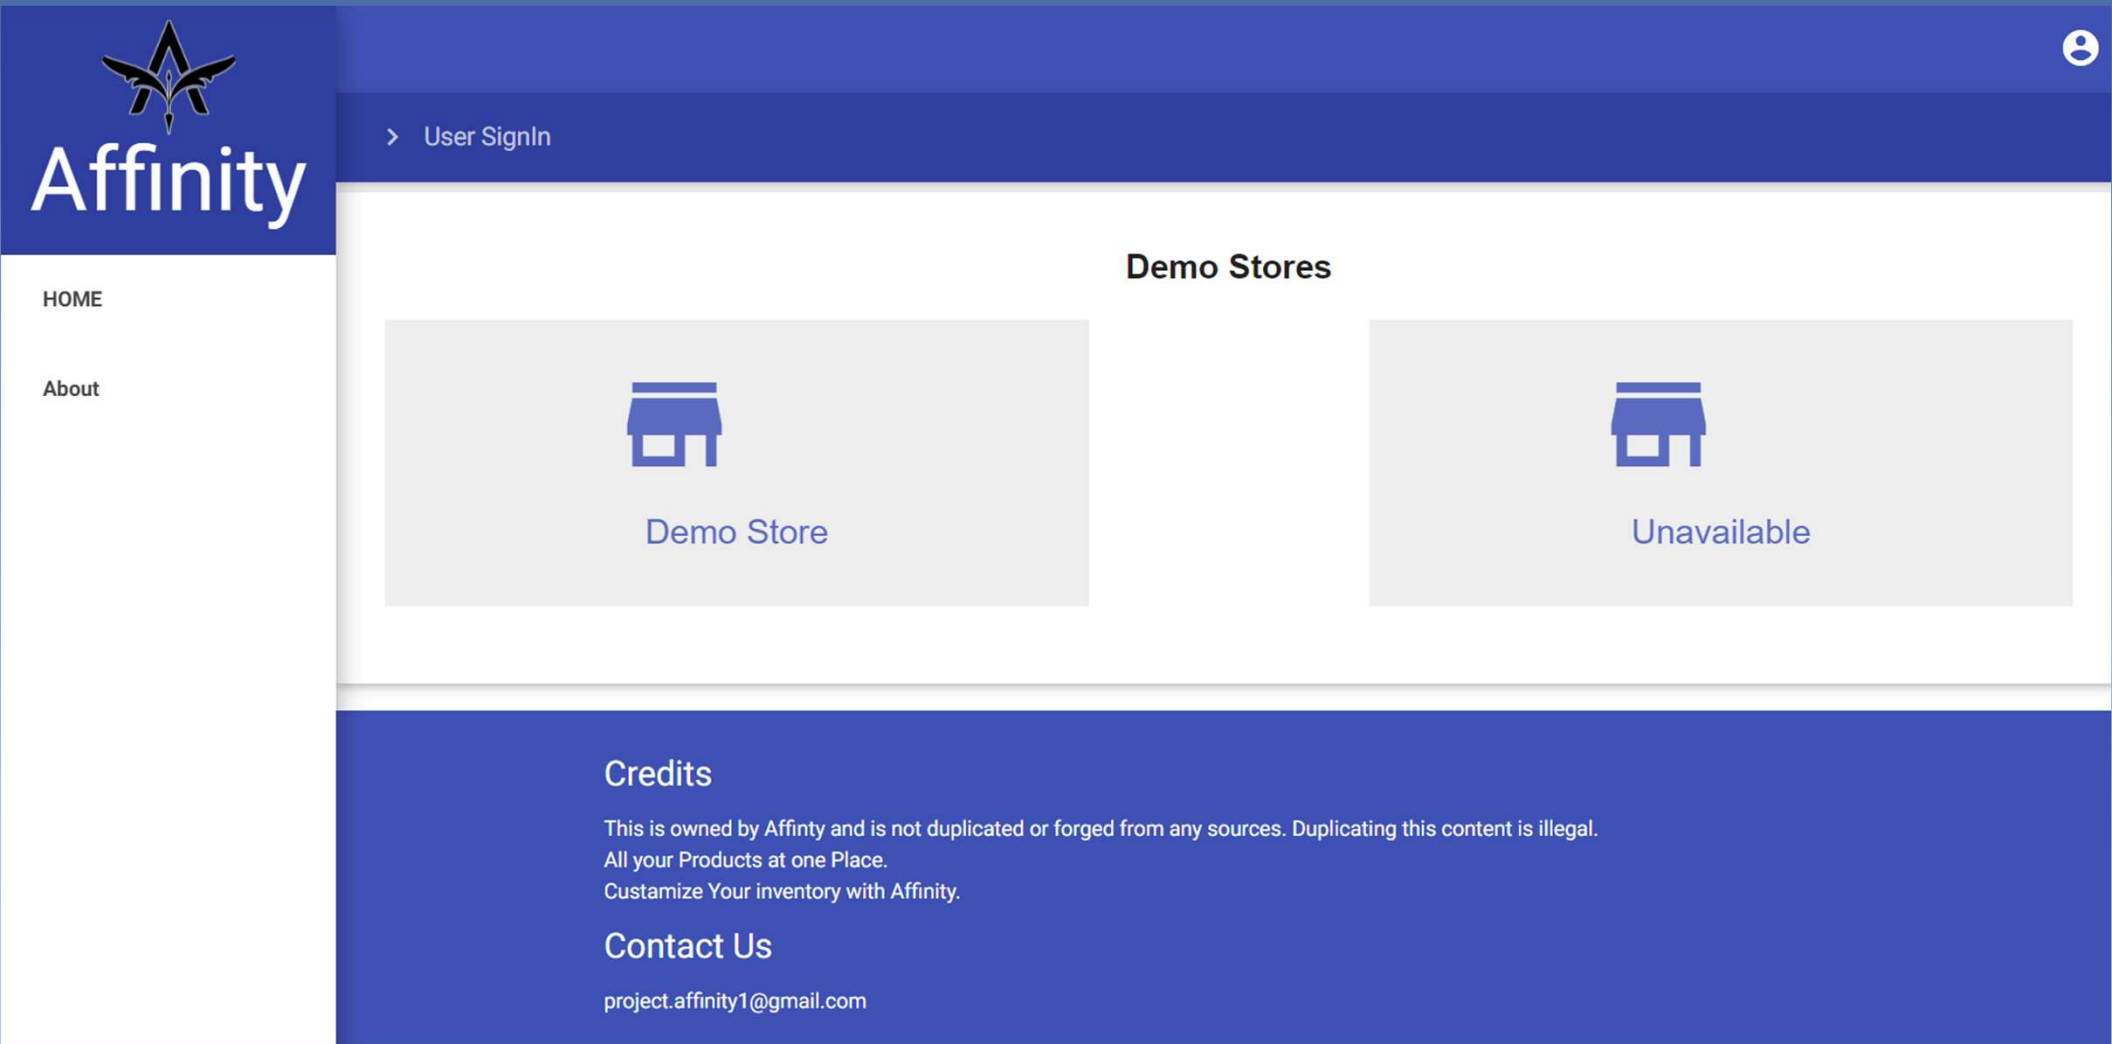 Affinity
User SignIn
HOME
About
Demo Stores
Demo Store
Unavailable
Credits
This is owned by Affinty and is not duplicated or forged from any sources. Duplicating this content is illegal.
All your Products at one Place.
Custamize Your inventory with Affinity.
Contact Us
project.affinity1@gmail.com